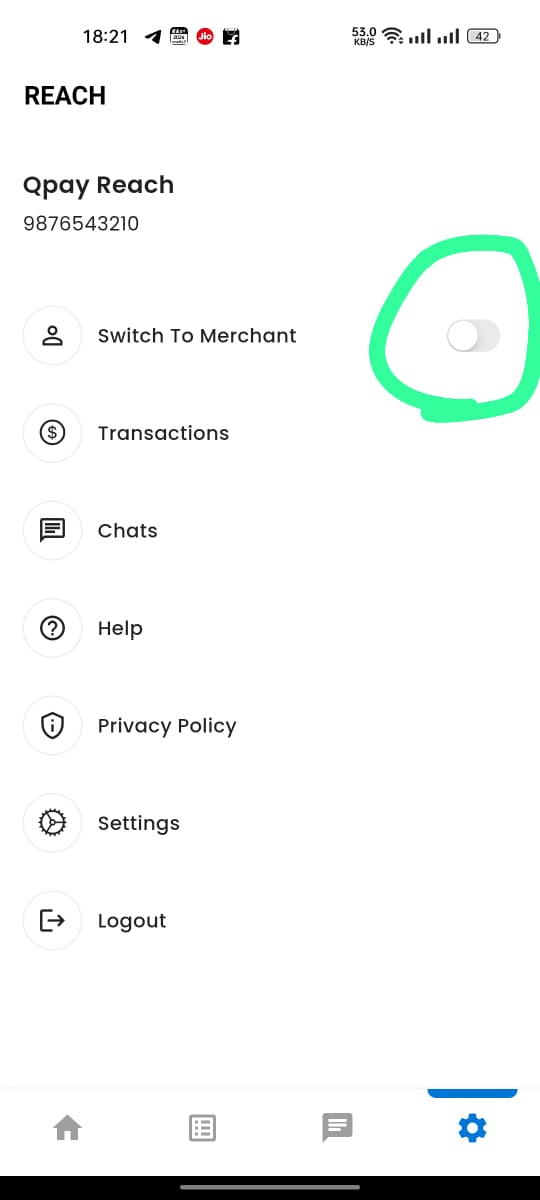 18:21
Jio
53.0
KB/S
42
REACH
Qpay Reach
9876543210
Switch To Merchant
Transactions
Chats
Help
Privacy Policy
Settings
Logout